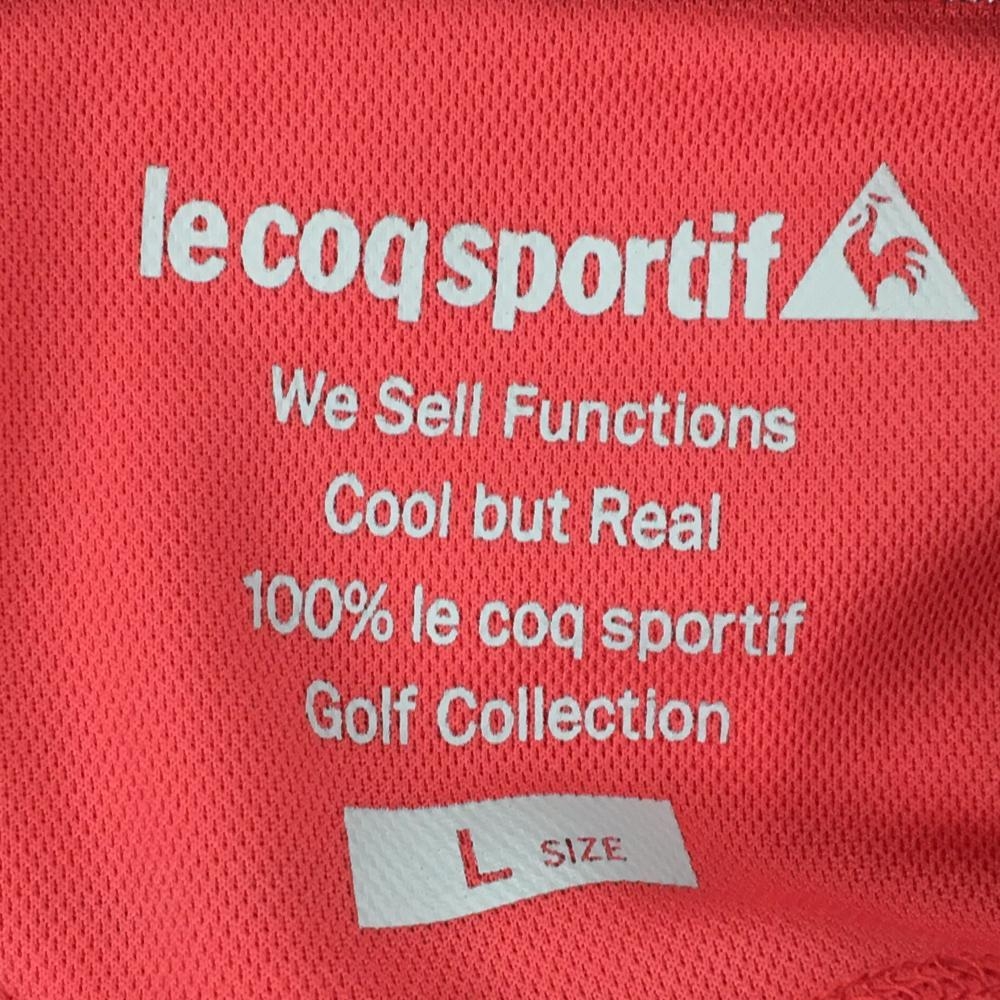 le coq sportif
We Sell Functions
Cool but Real
100% le coq sportif
Golf Collection
L SIZE